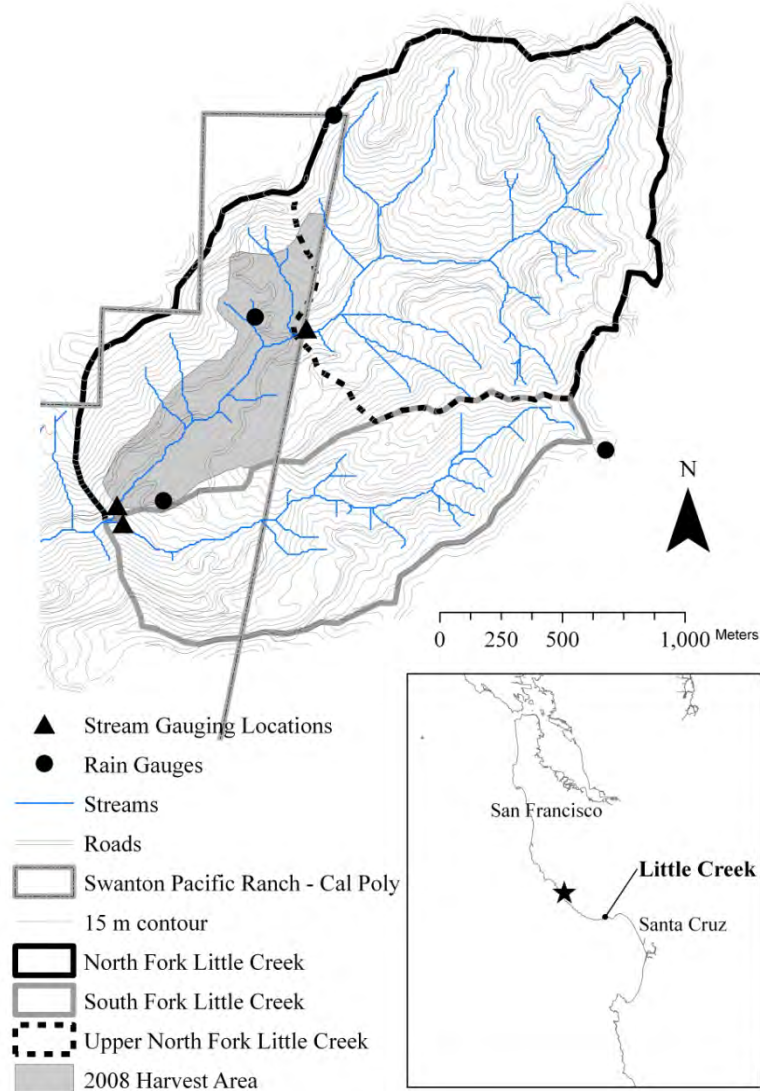 N
0 250 500 1,000 Meters
Stream Gauging Locations
Rain Gauges
Streams
Roads
Swanton Pacific Ranch - Cal Poly
15 m contour
North Fork Little Creek
South Fork Little Creek
Upper North Fork Little Creek
2008 Harvest Area
San Francisco
Little Creek
Santa Cruz